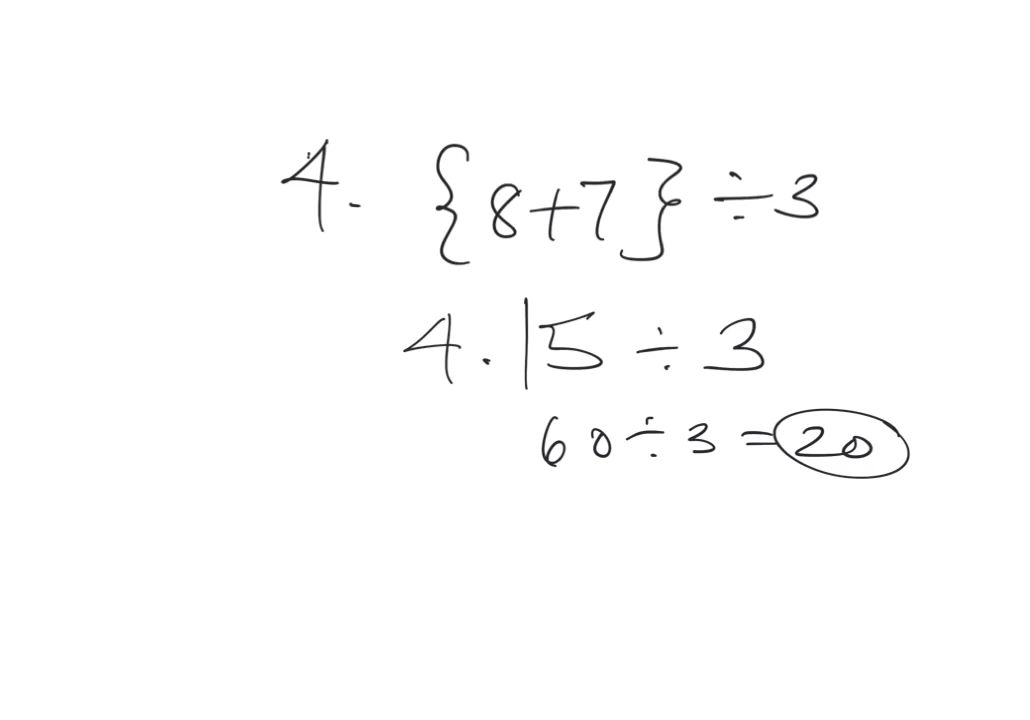 4. {8+7} ÷ 3
4. 15 ÷ 3
60 ÷ 3 = 20